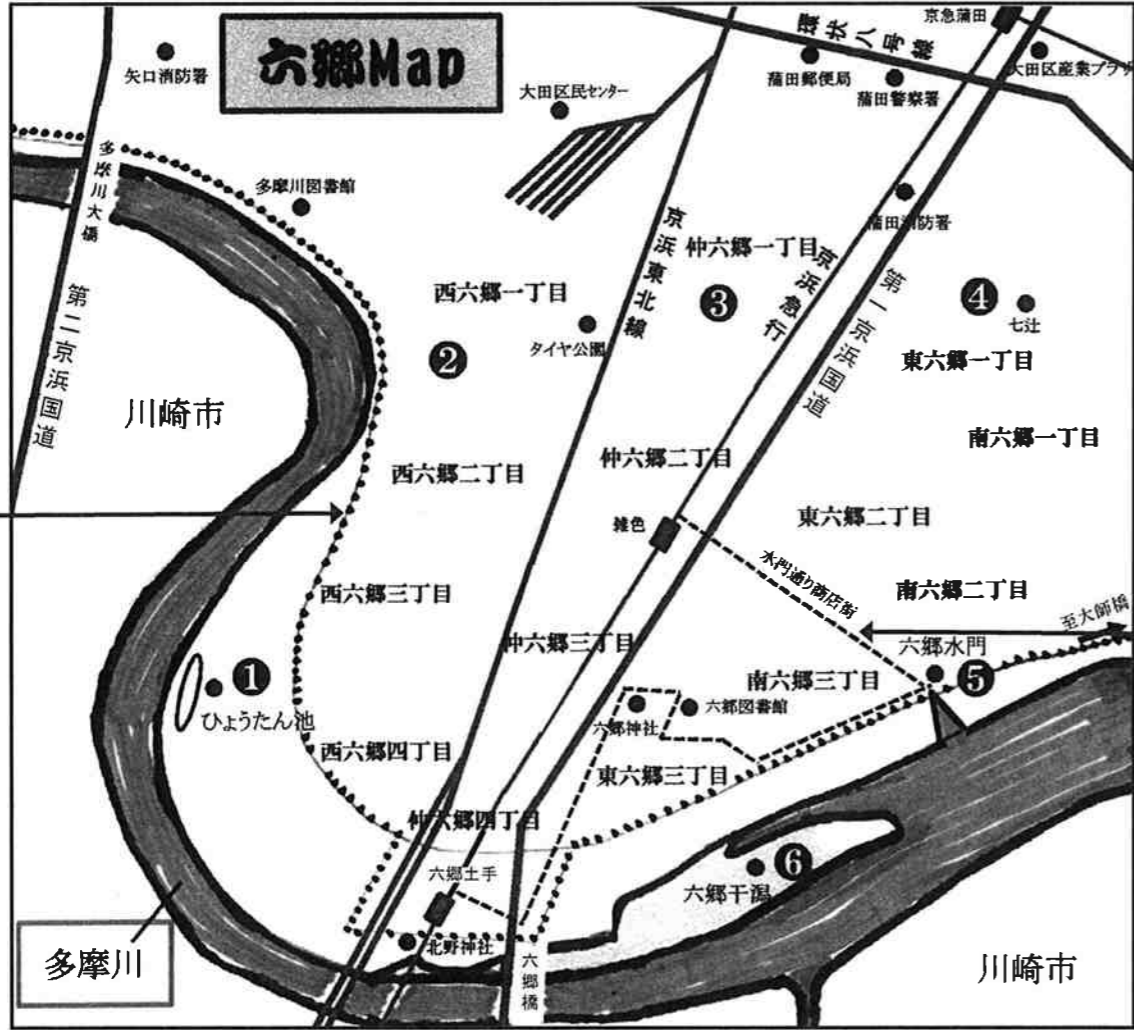 六郷Map
矢口消防署
大田区民センター
京急蒲田
環状八号線
蒲田郵便局
蒲田警察署
大田区産業プラザ
多摩川大橋
多摩川図書館
蒲田消防署
京浜東北線
仲六郷一丁目
京浜急行
第一京浜国道
西六郷一丁目
❸
❹
七辻
タイヤ公園
❷
東六郷一丁目
第二京浜国道
川崎市
南六郷一丁目
西六郷二丁目
仲六郷二丁目
雑色
東六郷二丁目
水門通り商店街
西六郷三丁目
南六郷二丁目
至大師橋
仲六郷三丁目
六郷水門
❺
❶
ひょうたん池
南六郷三丁目
六郷神社
六郷図書館
西六郷四丁目
東六郷三丁目
仲六郷四丁目
六郷土手
❻
六郷干潟
多摩川
北野神社
六郷橋
川崎市